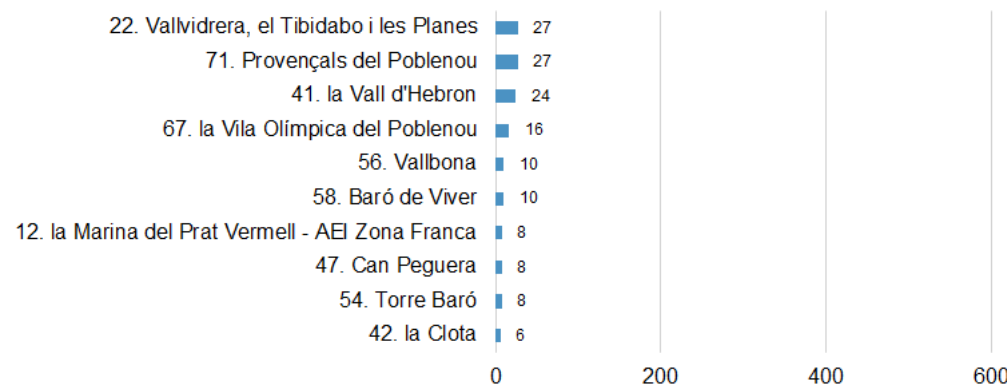 22. Vallvidrera, el Tibidabo i les Planes 27
71. Provençals del Poblenou 27
41. la Vall d'Hebron 24
67. la Vila Olímpica del Poblenou 16
56. Vallbona 10
58. Baró de Viver 10
12. la Marina del Prat Vermell - AEI Zona Franca 8
47. Can Peguera 8
54. Torre Baró 8
42. la Clota 6
0 200 400 600